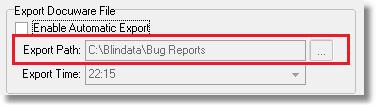 Export Docuware File
Enable Automatic Export
Export Path: C:\Blindata\Bug Reports ...
Export Time: 22:15